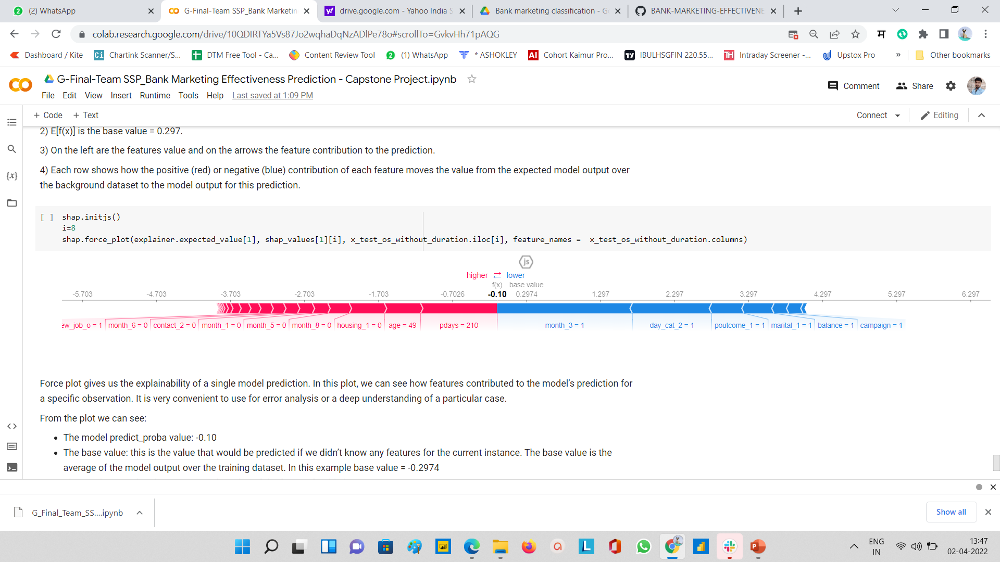 (2) WhatsApp
G-Final-Team SSP_Bank Marketin
drive.google.com - Yahoo India S
Bank marketing classification - Go
BANK-MARKETING-EFFECTIVENE
colab.research.google.com/drive/10QDIRTYa5Vs87Jo2wqhaDqNzADlPe78o#scrollTo=GvkvHh71pAQG
Dashboard / Kite
Chartink Scanner/S...
DTM Free Tool - Ca...
Content Review Tool
(1) WhatsApp
* ASHOKLEY
Cohort Kaimur Pro...
IBULHSGFIN 220.55...
Intraday Screener -...
Upstox Pro
»
Other bookmarks
G-Final-Team SSP_Bank Marketing Effectiveness Prediction - Capstone Project.ipynb
Comment
Share
File Edit View Insert Runtime Tools Help Last saved at 1:09 PM
+ Code + Text
Connect
Editing
2) E[f(x)] is the base value = 0.297.
3) On the left are the features value and on the arrows the feature contribution to the prediction.
4) Each row shows how the positive (red) or negative (blue) contribution of each feature moves the value from the expected model output over
the background dataset to the model output for this prediction.
[ ] shap.initjs()
i=8
shap.force_plot(explainer.expected_value[1], shap_values[1][i], x_test_os_without_duration.iloc[i], feature_names =  x_test_os_without_duration.columns)
js
higher ⇄ lower
f(x) base value
-5.703 -4.703 -3.703 -2.703 -1.703 -0.7026 -0.10 0.2974 1.297 2.297 3.297 4.297 5.297 6.297
ew_job_o = 1 month_6 = 0 contact_2 = 0 month_1 = 0 month_5 = 0 month_8 = 0 housing_1 = 0 age = 49 pdays = 210 month_3 = 1 day_cat_2 = 1 poutcome_1 = 1 marital_1 = 1 balance = 1 campaign = 1
Force plot gives us the explainability of a single model prediction. In this plot, we can see how features contributed to the model’s prediction for
a specific observation. It is very convenient to use for error analysis or a deep understanding of a particular case.
From the plot we can see:
• The model predict_proba value: -0.10
• The base value: this is the value that would be predicted if we didn’t know any features for the current instance. The base value is the
average of the model output over the training dataset. In this example base value = -0.2974
G_Final_Team_SS....ipynb
Show all
ENG
IN
13:47
02-04-2022